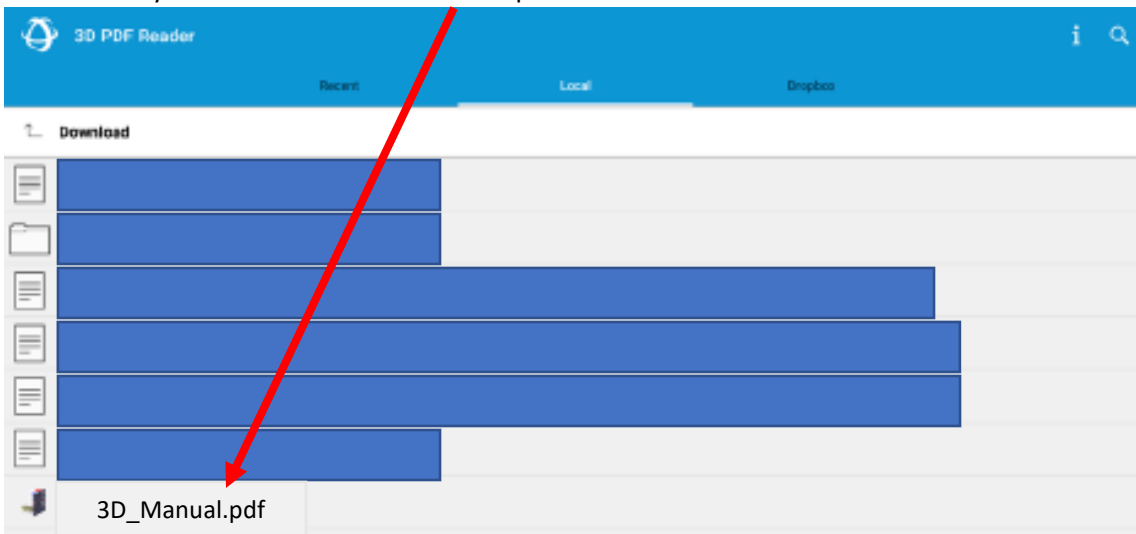 3D PDF Reader
i
Recent Local Dropbox
Download
3D_Manual.pdf